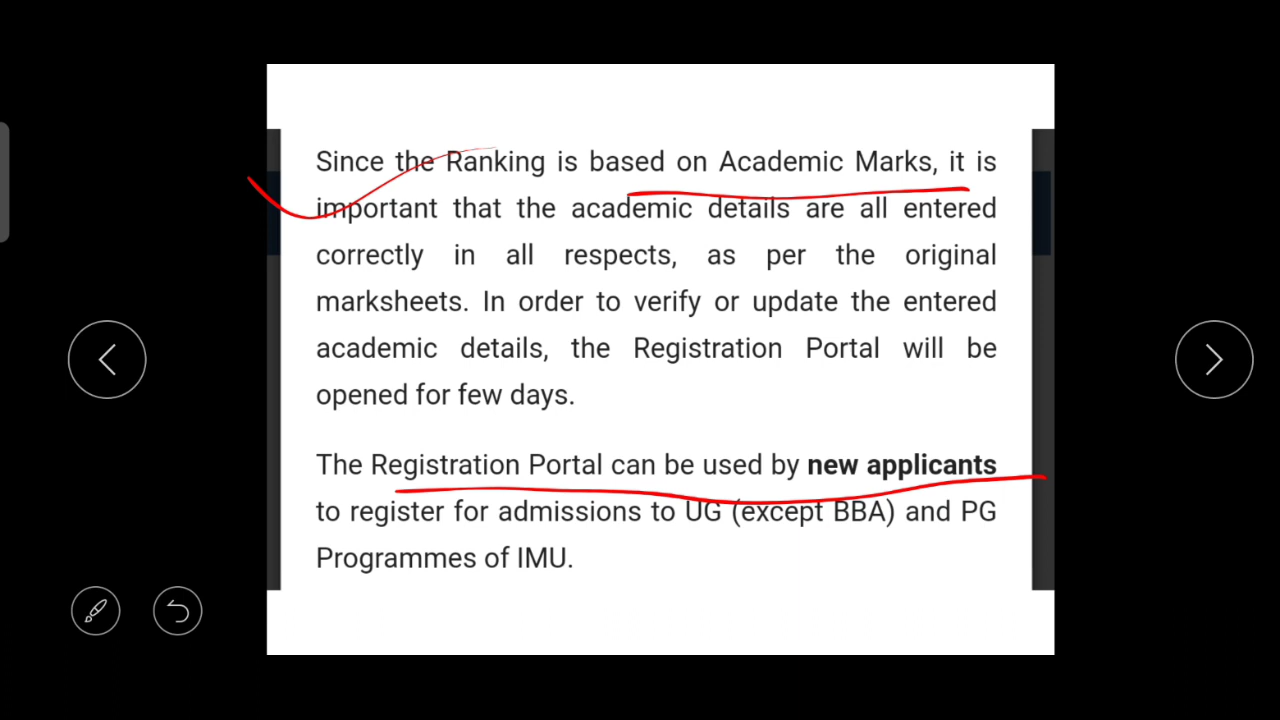 Since the Ranking is based on Academic Marks, it is
important that the academic details are all entered
correctly in all respects, as per the original
marksheets. In order to verify or update the entered
academic details, the Registration Portal will be
opened for few days.
The Registration Portal can be used by new applicants
to register for admissions to UG (except BBA) and PG
Programmes of IMU.